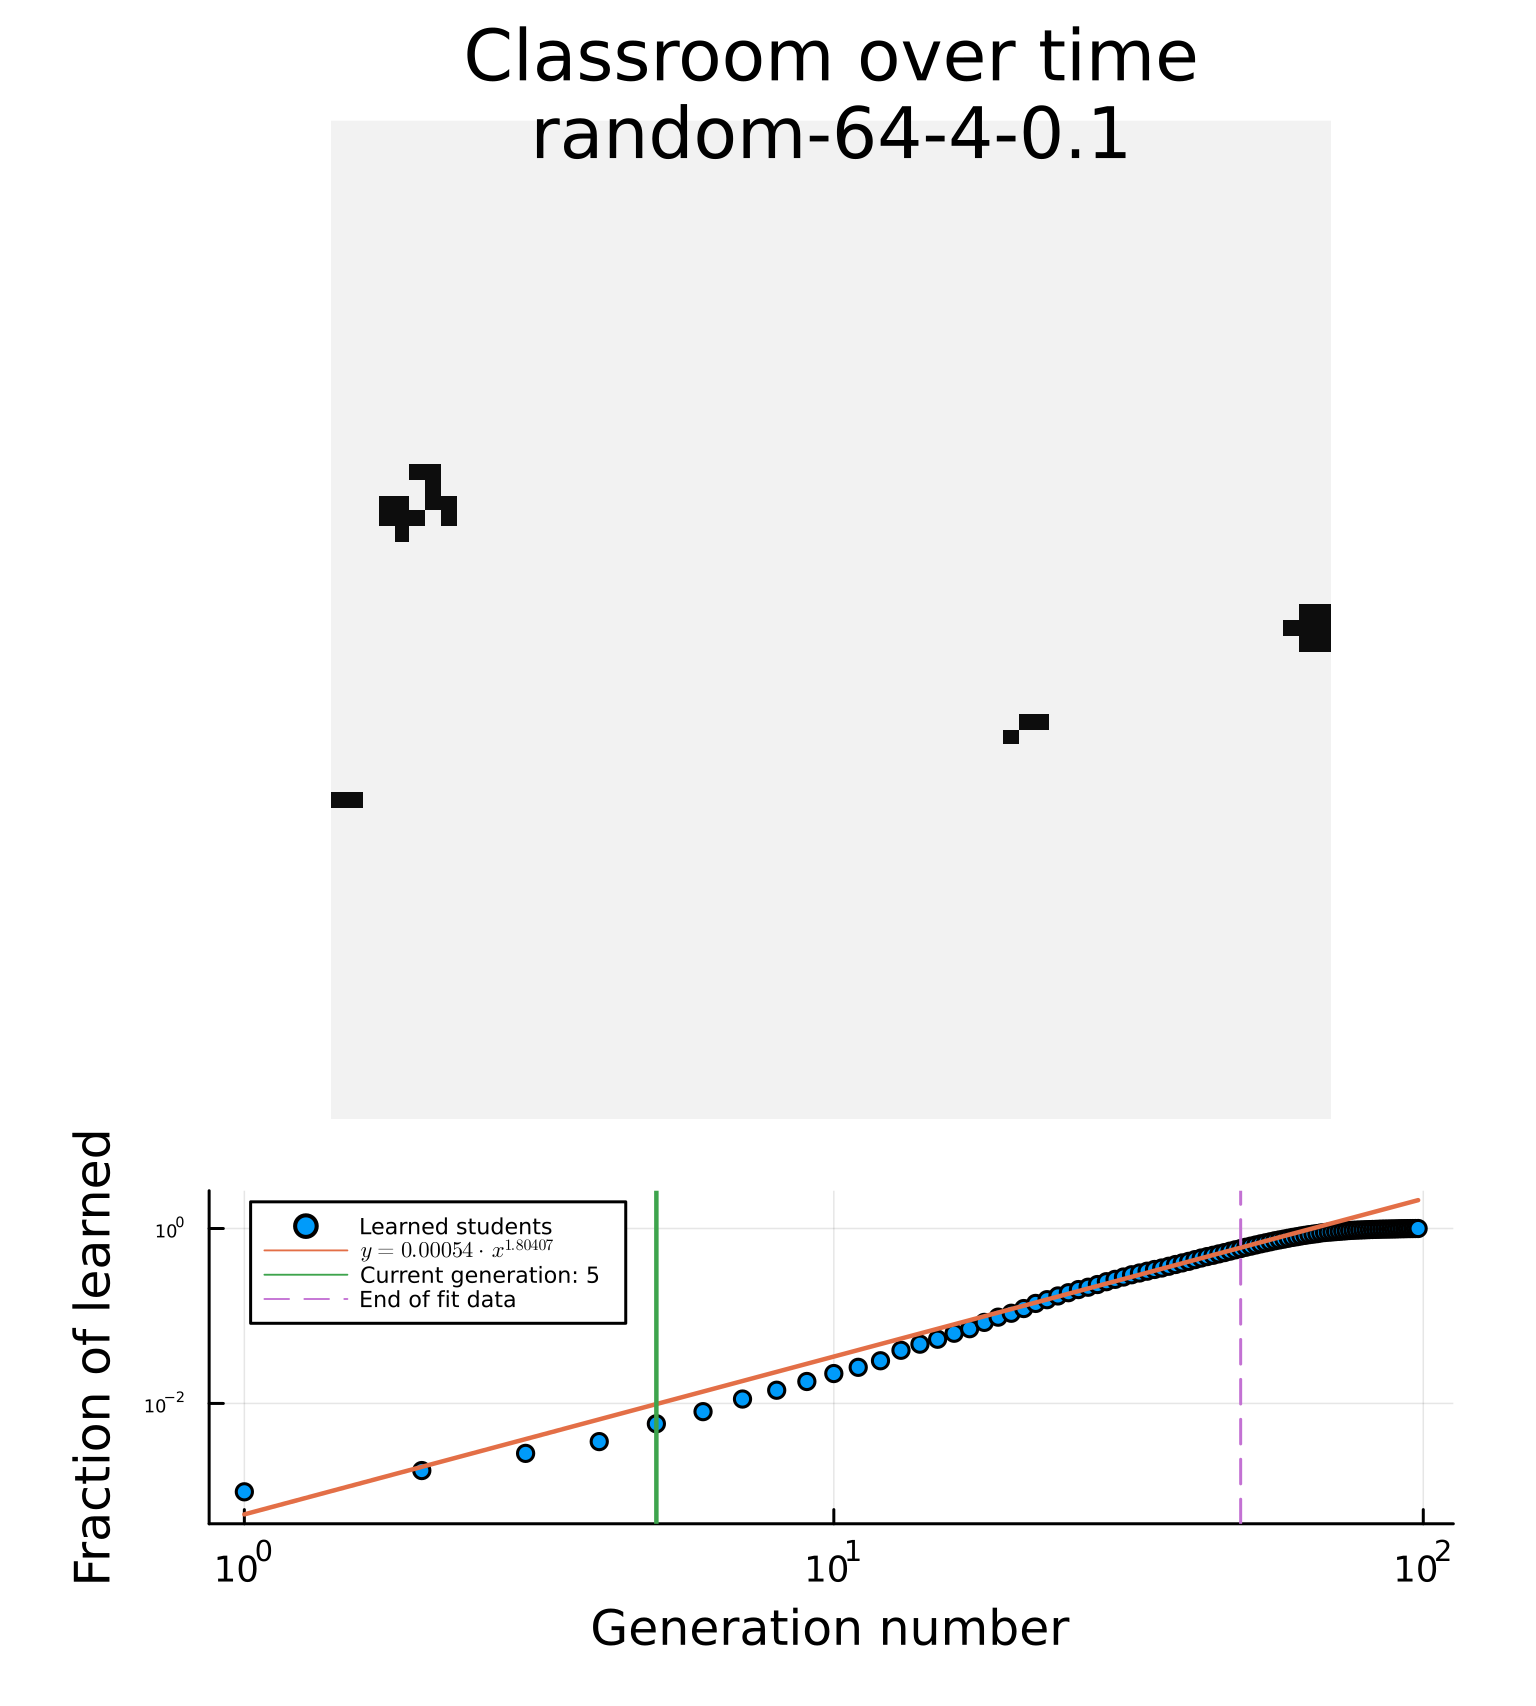 Classroom over time
random-64-4-0.1
Fraction of learned
10^0
10^-2
Learned students
y = 0.00054 · x^1.80407
Current generation: 5
End of fit data
10^0 10^1 10^2
Generation number